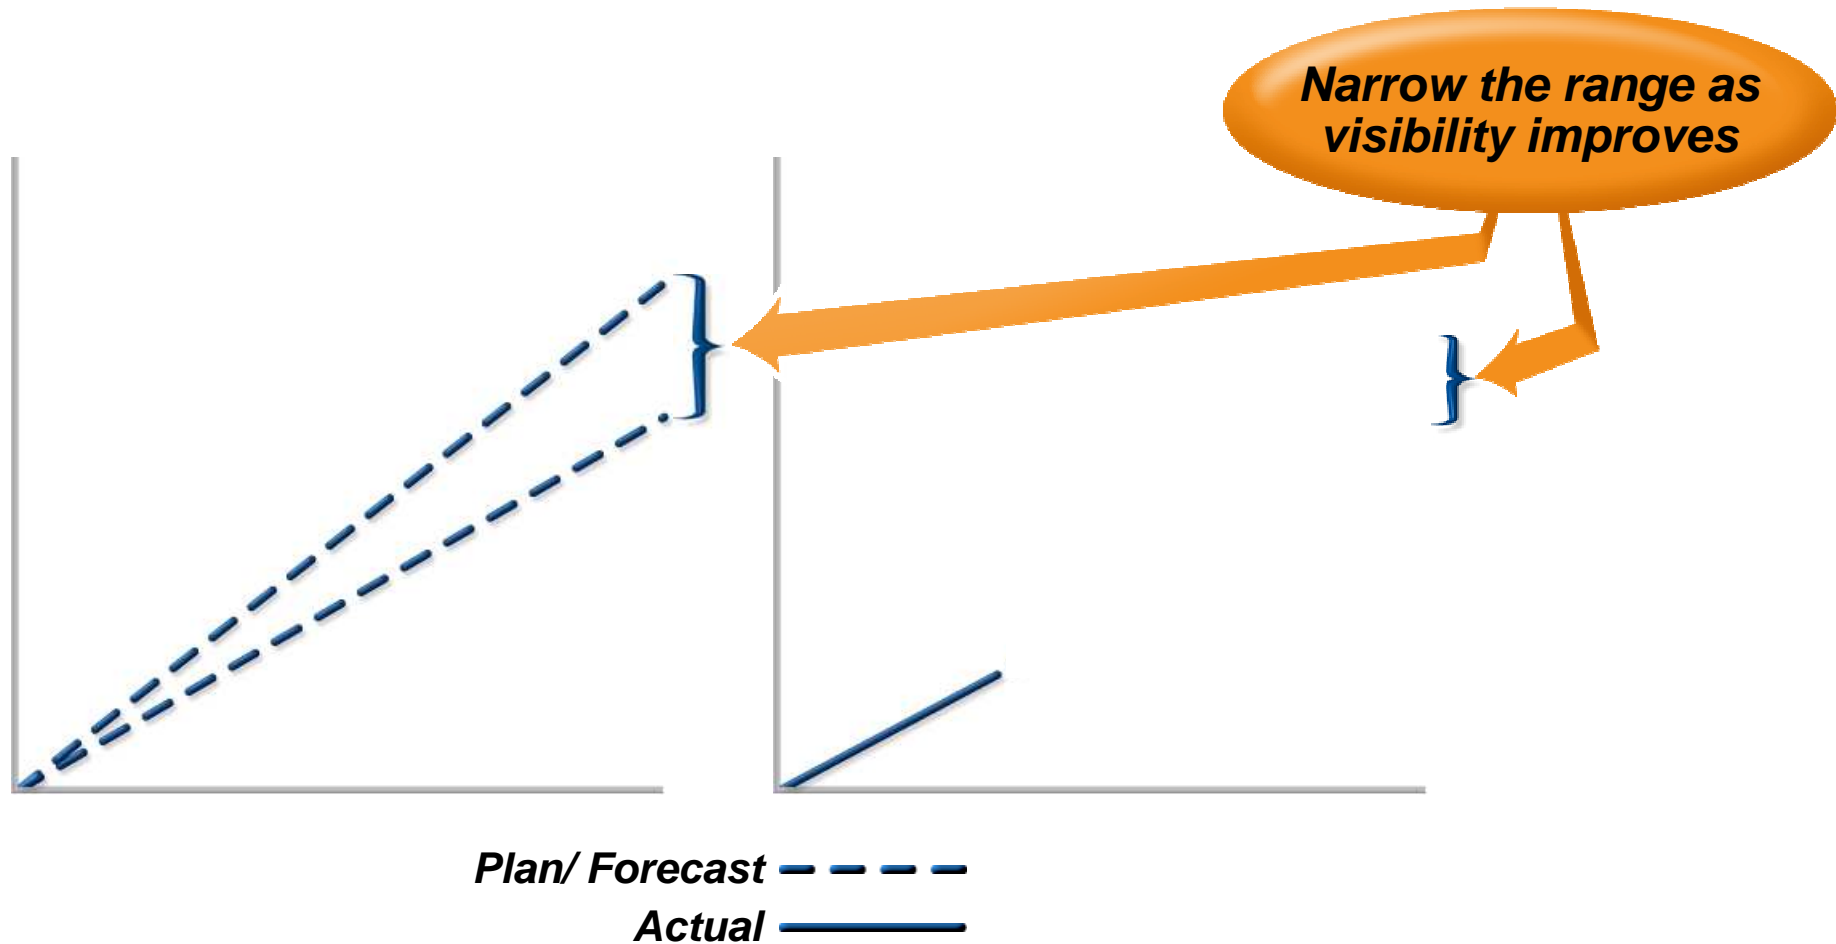 Narrow the range as
visibility improves
Plan/ Forecast
Actual